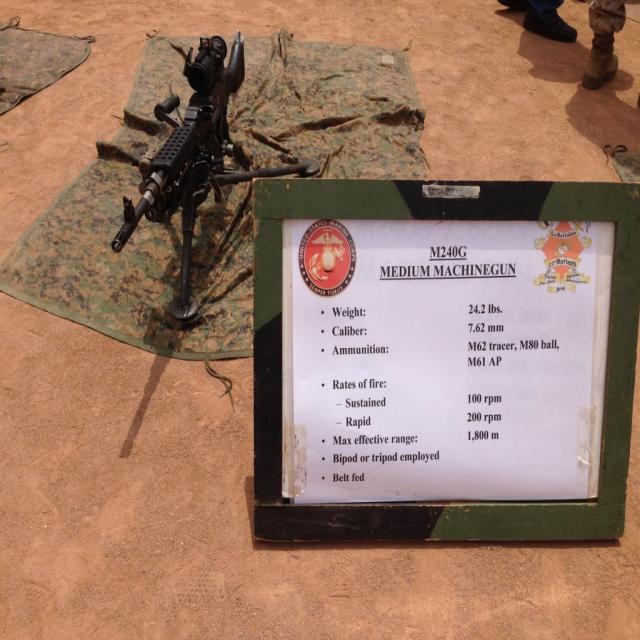 M240G
MEDIUM MACHINEGUN
• Weight: 24.2 lbs.
• Caliber: 7.62 mm
• Ammunition: M62 tracer, M80 ball,
M61 AP
• Rates of fire:
– Sustained 100 rpm
– Rapid 200 rpm
• Max effective range: 1,800 m
• Bipod or tripod employed
• Belt fed
SEMPER FIDELIS